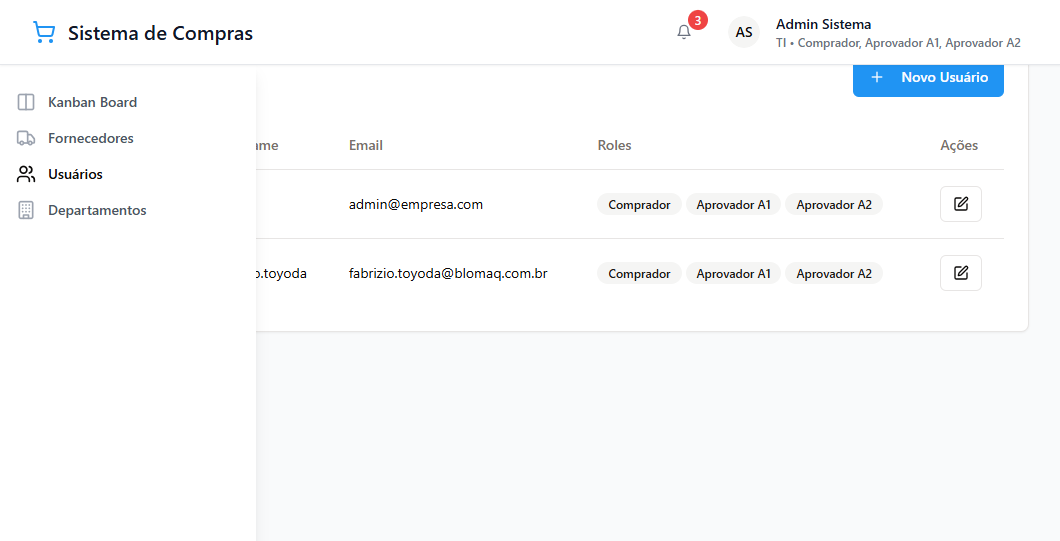 Sistema de Compras
3
AS
Admin Sistema
TI • Comprador, Aprovador A1, Aprovador A2
Novo Usuário
Kanban Board
Fornecedores
Usuários
Departamentos
ame Email Roles Ações
admin@empresa.com Comprador Aprovador A1 Aprovador A2
o.toyoda fabrizio.toyoda@blomaq.com.br Comprador Aprovador A1 Aprovador A2